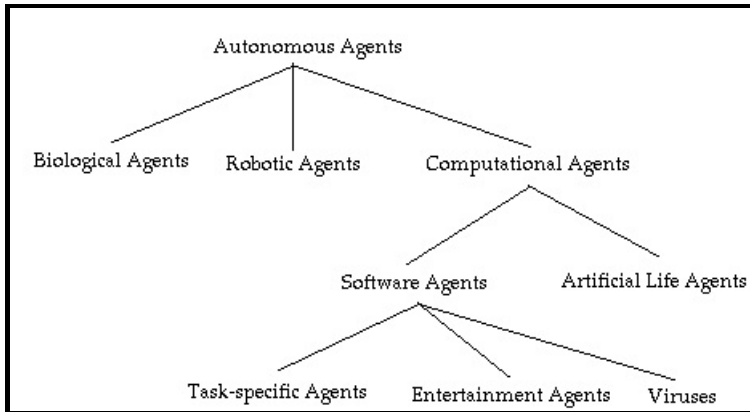 Autonomous Agents
Biological Agents
Robotic Agents
Computational Agents
Software Agents
Artificial Life Agents
Task-specific Agents
Entertainment Agents
Viruses